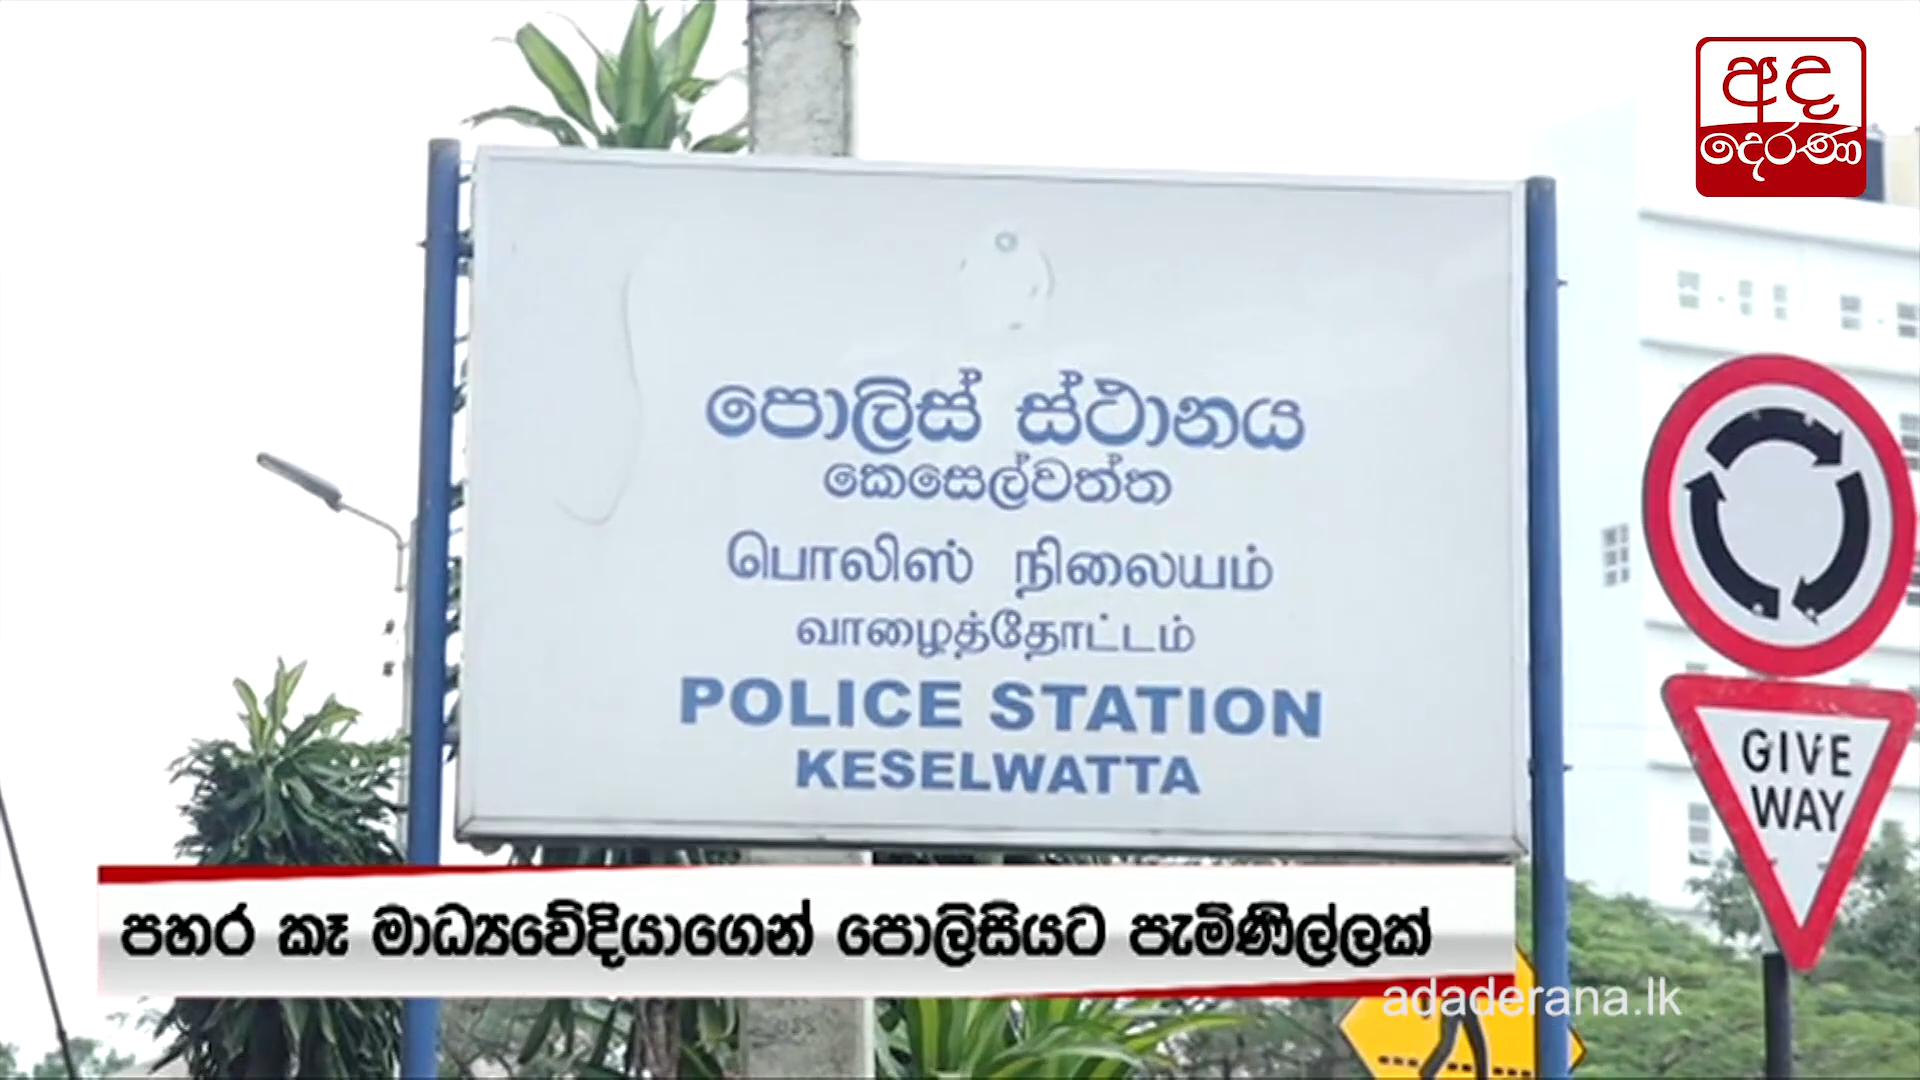 අද
දෙරණ
පොලිස් ස්ථානය
කෙසෙල්වත්ත
பொலிஸ் நிலையம்
வாழைத்தோட்டம்
POLICE STATION
KESELWATTA
GIVE
WAY
පහර කෑ මාධ්‍යවේදියාගෙන් පොලිසියට පැමිණිල්ලක්
adaderana.lk